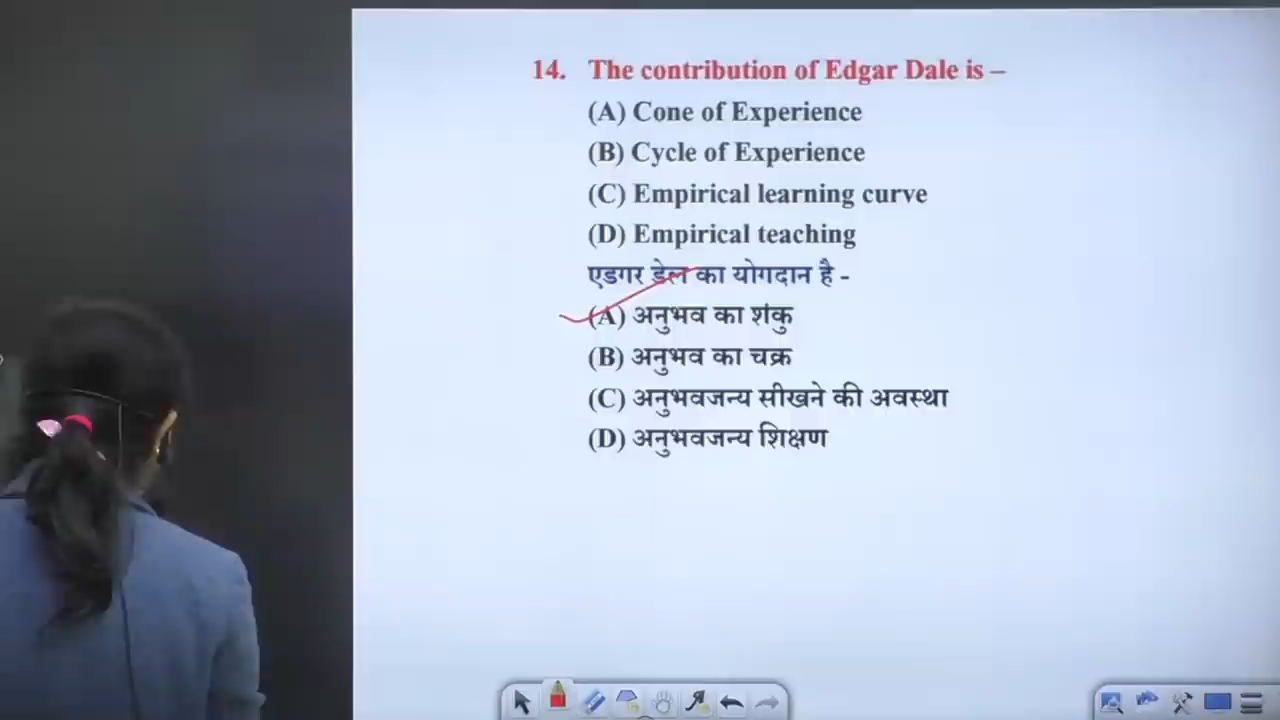 14. The contribution of Edgar Dale is –
(A) Cone of Experience
(B) Cycle of Experience
(C) Empirical learning curve
(D) Empirical teaching
एडगर डेल का योगदान है -
(A) अनुभव का शंकु
(B) अनुभव का चक्र
(C) अनुभवजन्य सीखने की अवस्था
(D) अनुभवजन्य शिक्षण